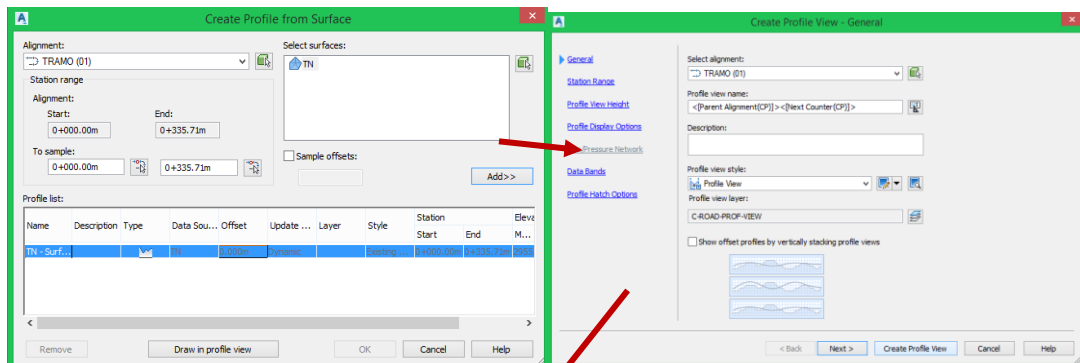 Create Profile from Surface
Alignment:
TRAMO (01)
Station range
Alignment:
Start:
End:
0+000.00m
0+335.71m
To sample:
0+000.00m
0+335.71m
Select surfaces:
TN
Sample offsets:
Add>>
Profile list:
Name
Description
Type
Data Sou...
Offset
Update ...
Layer
Style
Station
Start
End
Eleva
M...
TN - Surf...
TN
0.000m
Dynamic
Existing ...
0+000.00m
0+335.71m
Remove
Draw in profile view
OK
Cancel
Help
Create Profile View - General
General
Station Range
Profile View Height
Profile Display Options
Pressure Network
Data Bands
Profile Hatch Options
Select alignment:
TRAMO (01)
Profile view name:
<[Parent Alignment(CP)]><[Next Counter(CP)]>
Description:
Profile view style:
Profile View
Profile view layer:
C-ROAD-PROF-VIEW
Show offset profiles by vertically stacking profile views
< Back
Next >
Create Profile View
Cancel
Help